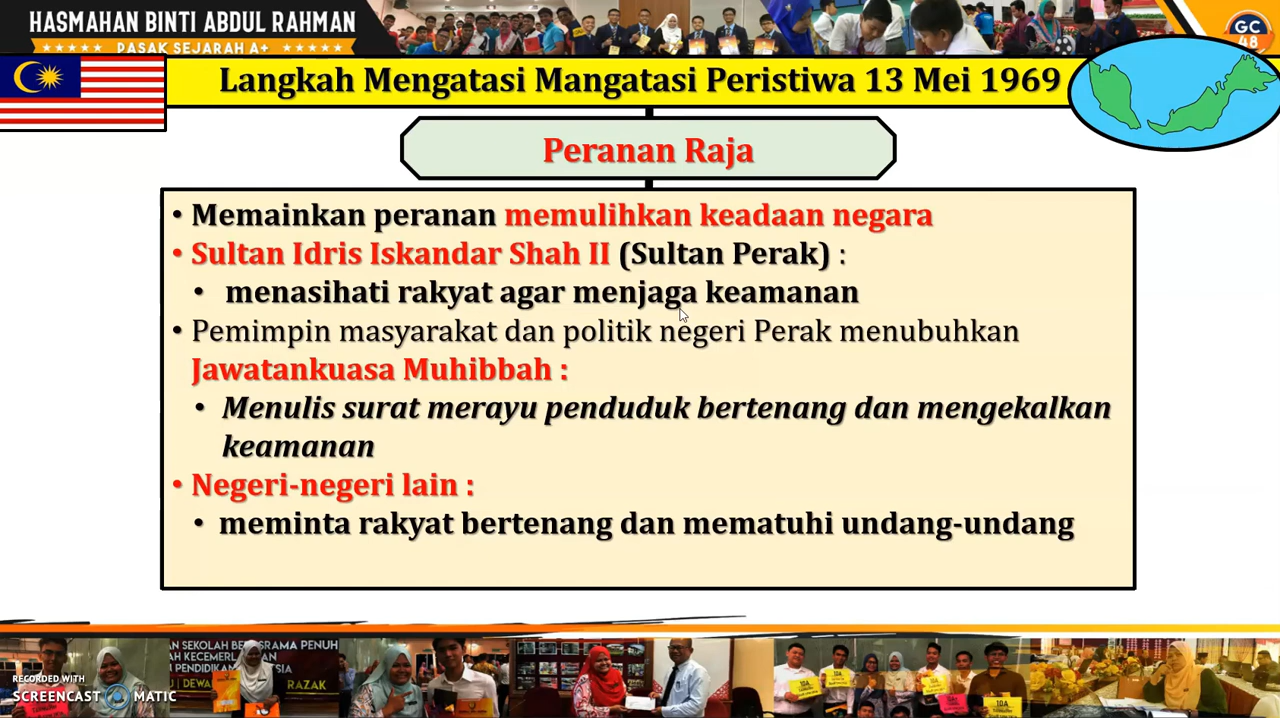 HASMAHAN BINTI ABDUL RAHMAN
PASAK SEJARAH A+
GC
48
Langkah Mengatasi Mangatasi Peristiwa 13 Mei 1969
Peranan Raja
• Memainkan peranan memulihkan keadaan negara
• Sultan Idris Iskandar Shah II (Sultan Perak) :
• menasihati rakyat agar menjaga keamanan
• Pemimpin masyarakat dan politik negeri Perak menubuhkan
Jawatankuasa Muhibbah :
• Menulis surat merayu penduduk bertenang dan mengekalkan
keamanan
• Negeri-negeri lain :
• meminta rakyat bertenang dan mematuhi undang-undang
RECORDED WITH
SCREENCAST MATIC